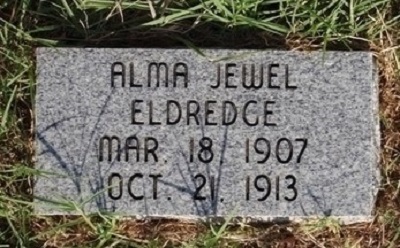 ALMA JEWEL
ELDREDGE
MAR. 18, 1907
OCT. 21, 1913